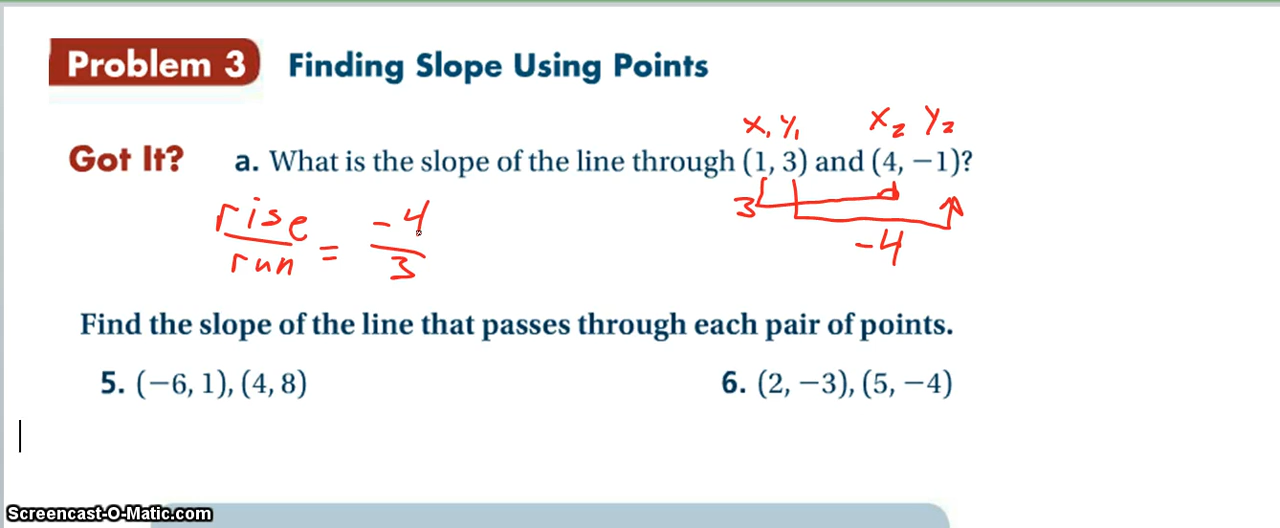 Problem 3 Finding Slope Using Points
x₁ y₁ x₂ y₂
Got It? a. What is the slope of the line through (1, 3) and (4, −1)?
3
rise/run = -4/3
-4
Find the slope of the line that passes through each pair of points.
5. (−6, 1), (4, 8) 6. (2, −3), (5, −4)
Screencast-O-Matic.com